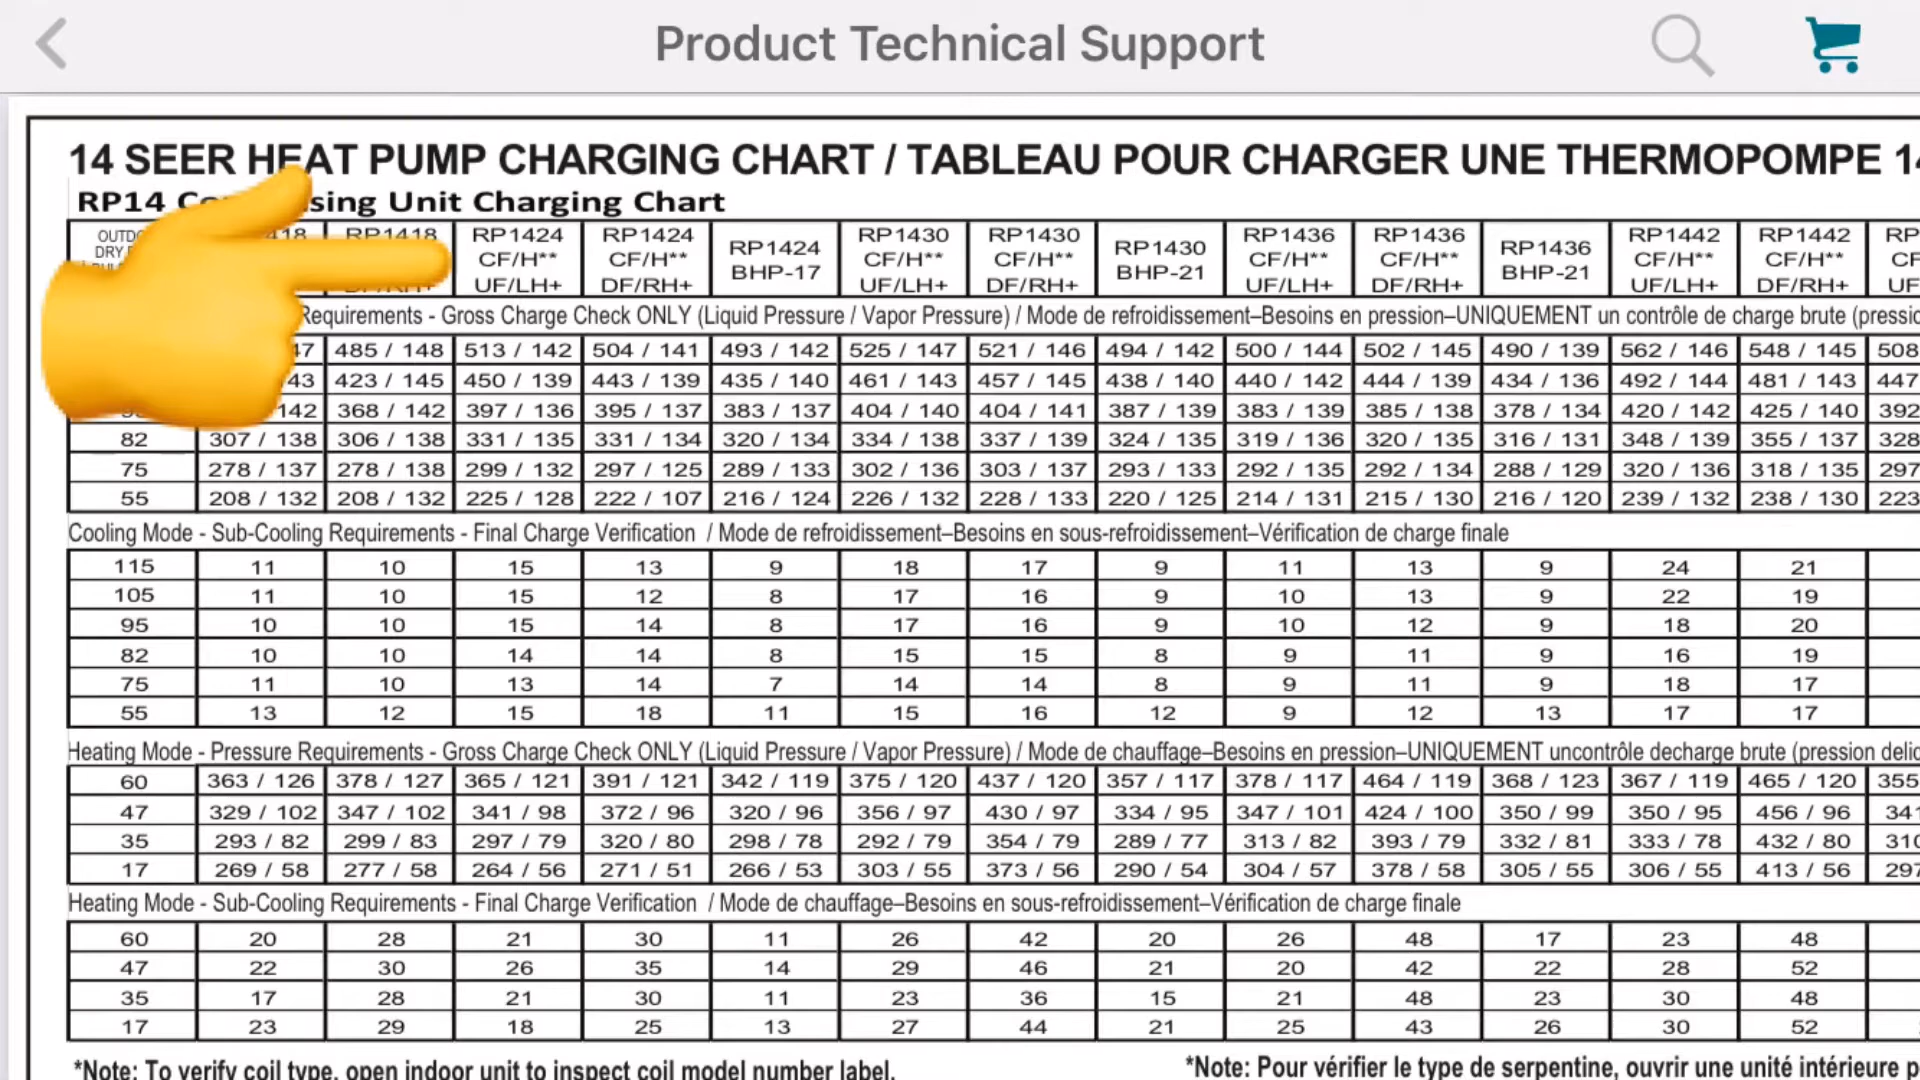 Product Technical Support
14 SEER HEAT PUMP CHARGING CHART / TABLEAU POUR CHARGER UNE THERMOPOMPE 14
RP14 sing Unit Charging Chart
RP1418 RP1424 RP1424 RP1424 RP1430 RP1430 RP1430 RP1436 RP1436 RP1436 RP1442 RP1442 RP
DRY CF/H** CF/H** BHP-17 CF/H** CF/H** BHP-21 CF/H** CF/H** BHP-21 CF/H** CF/H** CF
UF/LH+ DF/RH+ UF/LH+ DF/RH+ UF/LH+ DF/RH+ UF/LH+ DF/RH+ UF
Requirements - Gross Charge Check ONLY (Liquid Pressure / Vapor Pressure) / Mode de refroidissement–Besoins en pression–UNIQUEMENT un contrôle de charge brute (pressio
47 485 / 148 513 / 142 504 / 141 493 / 142 525 / 147 521 / 146 494 / 142 500 / 144 502 / 145 490 / 139 562 / 146 548 / 145 508
43 423 / 145 450 / 139 443 / 139 435 / 140 461 / 143 457 / 145 438 / 140 440 / 142 444 / 139 434 / 136 492 / 144 481 / 143 447
142 368 / 142 397 / 136 395 / 137 383 / 137 404 / 140 404 / 141 387 / 139 383 / 139 385 / 138 378 / 134 420 / 142 425 / 140 392
82 307 / 138 306 / 138 331 / 135 331 / 134 320 / 134 334 / 138 337 / 139 324 / 135 319 / 136 320 / 135 316 / 131 348 / 139 355 / 137 328
75 278 / 137 278 / 138 299 / 132 297 / 125 289 / 133 302 / 136 303 / 137 293 / 133 292 / 135 292 / 134 288 / 129 320 / 136 318 / 135 297
55 208 / 132 208 / 132 225 / 128 222 / 107 216 / 124 226 / 132 228 / 133 220 / 125 214 / 131 215 / 130 216 / 120 239 / 132 238 / 130 223
Cooling Mode - Sub-Cooling Requirements - Final Charge Verification / Mode de refroidissement–Besoins en sous-refroidissement–Vérification de charge finale
115 11 10 15 13 9 18 17 9 11 13 9 24 21
105 11 10 15 12 8 17 16 9 10 13 9 22 19
95 10 10 15 14 8 17 16 9 10 12 9 18 20
82 10 10 14 14 8 15 15 8 9 11 9 16 19
75 11 10 13 14 7 14 14 8 9 11 9 18 17
55 13 12 15 18 11 15 16 12 9 12 13 17 17
Heating Mode - Pressure Requirements - Gross Charge Check ONLY (Liquid Pressure / Vapor Pressure) / Mode de chauffage–Besoins en pression–UNIQUEMENT uncontrôle decharge brute (pression delic
60 363 / 126 378 / 127 365 / 121 391 / 121 342 / 119 375 / 120 437 / 120 357 / 117 378 / 117 464 / 119 368 / 123 367 / 119 465 / 120 355
47 329 / 102 347 / 102 341 / 98 372 / 96 320 / 96 356 / 97 430 / 97 334 / 95 347 / 101 424 / 100 350 / 99 350 / 95 456 / 96 341
35 293 / 82 299 / 83 297 / 79 320 / 80 298 / 78 292 / 79 354 / 79 289 / 77 313 / 82 393 / 79 332 / 81 333 / 78 432 / 80 310
17 269 / 58 277 / 58 264 / 56 271 / 51 266 / 53 303 / 55 373 / 56 290 / 54 304 / 57 378 / 58 305 / 55 306 / 55 413 / 56 297
Heating Mode - Sub-Cooling Requirements - Final Charge Verification / Mode de chauffage–Besoins en sous-refroidissement–Vérification de charge finale
60 20 28 21 30 11 26 42 20 26 48 17 23 48
47 22 30 26 35 14 29 46 21 20 42 22 28 52
35 17 28 21 30 11 23 36 15 21 48 23 30 48
17 23 29 18 25 13 27 44 21 25 43 26 30 52
*Note: To verify coil type, open indoor unit to inspect coil model number label.
*Note: Pour vérifier le type de serpentine, ouvrir une unité intérieure p